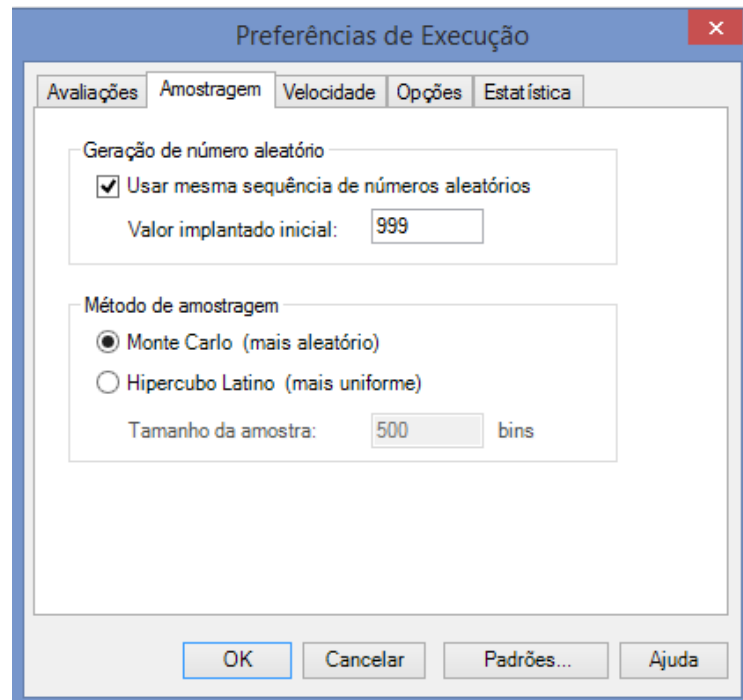 Preferências de Execução
Avaliações Amostragem Velocidade Opções Estatística
Geração de número aleatório
Usar mesma sequência de números aleatórios
Valor implantado inicial: 999
Método de amostragem
Monte Carlo (mais aleatório)
Hipercubo Latino (mais uniforme)
Tamanho da amostra: 500 bins
OK Cancelar Padrões... Ajuda